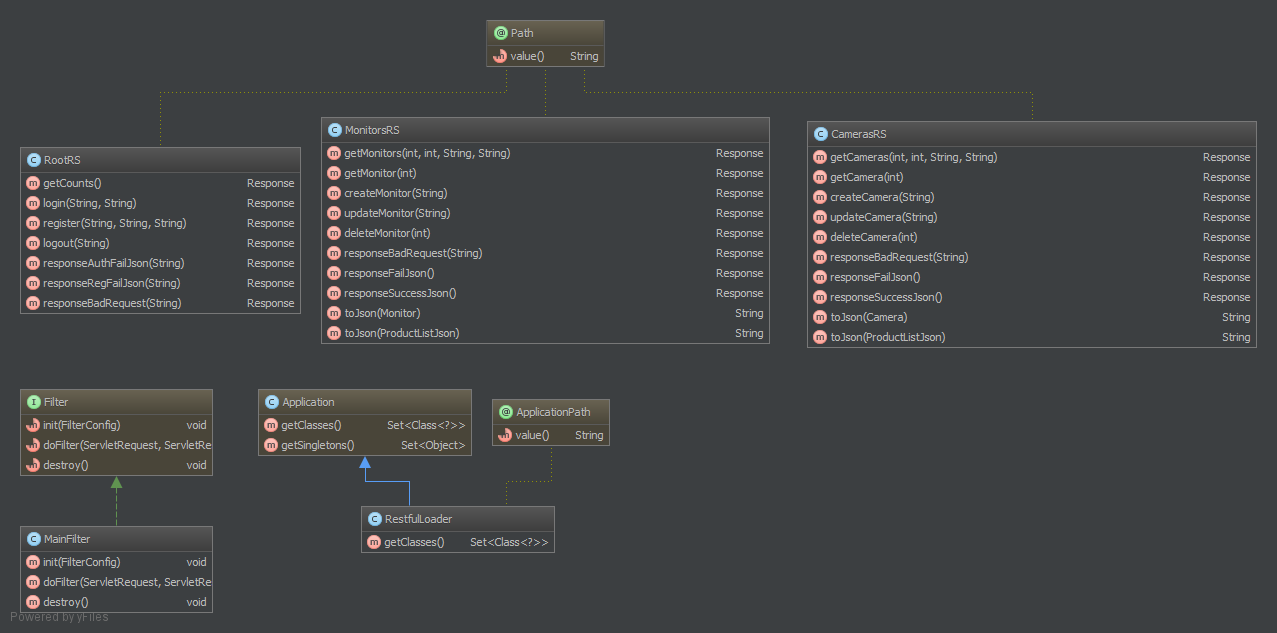 Path
value() String
RootRS
getCounts() Response
login(String, String) Response
register(String, String, String) Response
logout(String) Response
responseAuthFailJson(String) Response
responseRegFailJson(String) Response
responseBadRequest(String) Response
MonitorsRS
getMonitors(int, int, String, String) Response
getMonitor(int) Response
createMonitor(String) Response
updateMonitor(String) Response
deleteMonitor(int) Response
responseBadRequest(String) Response
responseFailJson() Response
responseSuccessJson() Response
toJson(Monitor) String
toJson(ProductListJson) String
CamerasRS
getCameras(int, int, String, String) Response
getCamera(int) Response
createCamera(String) Response
updateCamera(String) Response
deleteCamera(int) Response
responseBadRequest(String) Response
responseFailJson() Response
responseSuccessJson() Response
toJson(Camera) String
toJson(ProductListJson) String
Filter
init(FilterConfig) void
doFilter(ServletRequest, ServletRe
destroy() void
Application
getClasses() Set<Class<?>>
getSingletons() Set<Object>
ApplicationPath
value() String
RestfulLoader
getClasses() Set<Class<?>>
MainFilter
init(FilterConfig) void
doFilter(ServletRequest, ServletRe
destroy() void
Powered by yFiles